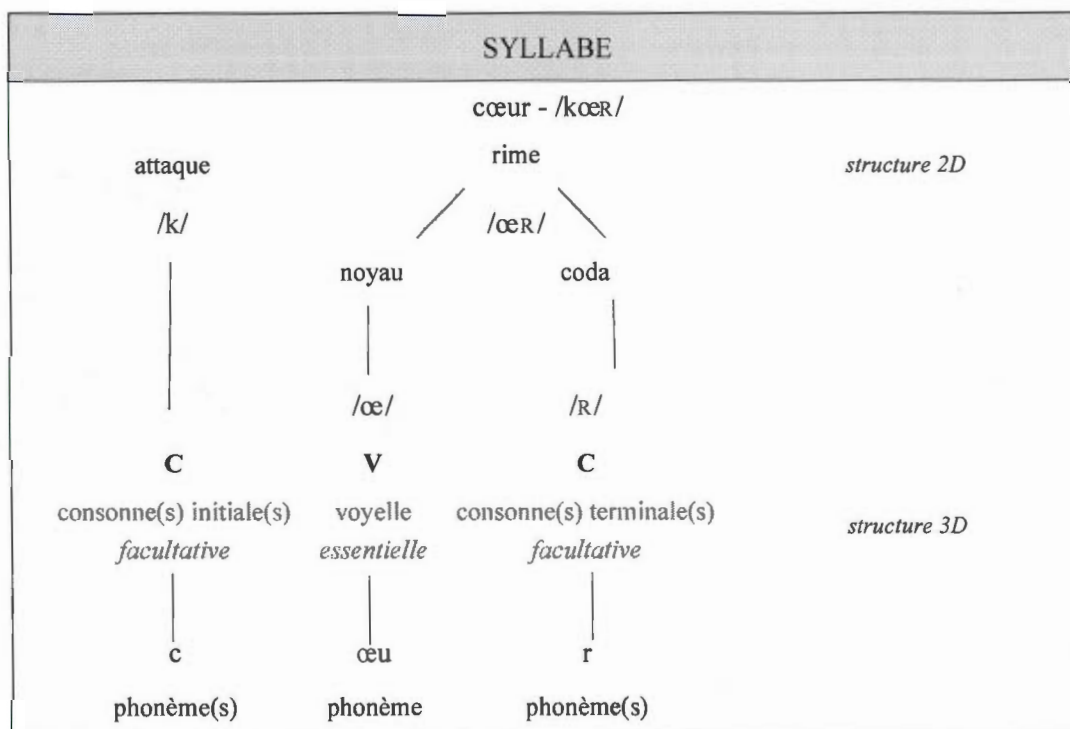 SYLLABE
cœur - /kœR/
attaque rime structure 2D
/k/ /œR/
noyau coda
/œ/ /R/
C V C
consonne(s) initiale(s) voyelle consonne(s) terminale(s) structure 3D
facultative essentielle facultative
c œu r
phonème(s) phonème phonème(s)